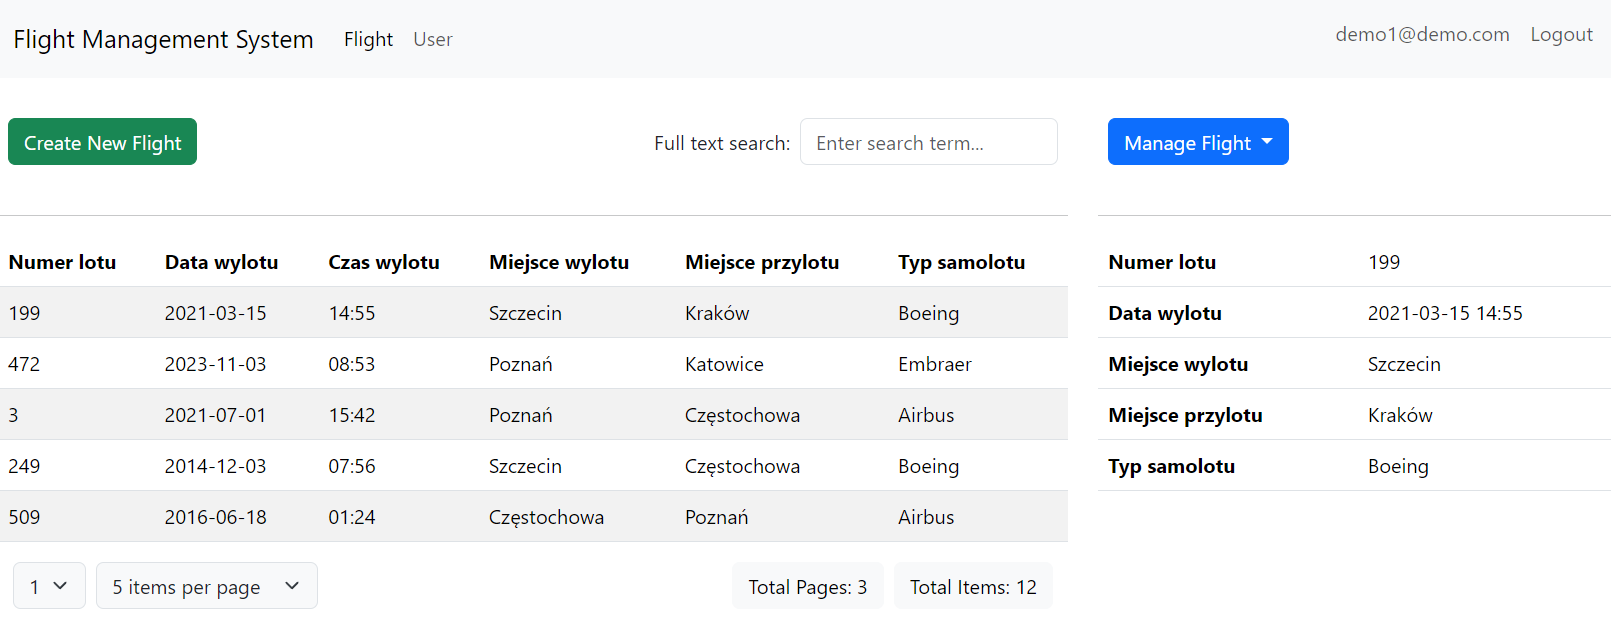 Flight Management System Flight User demo1@demo.com Logout
Create New Flight Full text search: Enter search term... Manage Flight
Numer lotu Data wylotu Czas wylotu Miejsce wylotu Miejsce przylotu Typ samolotu
199 2021-03-15 14:55 Szczecin Kraków Boeing
472 2023-11-03 08:53 Poznań Katowice Embraer
3 2021-07-01 15:42 Poznań Częstochowa Airbus
249 2014-12-03 07:56 Szczecin Częstochowa Boeing
509 2016-06-18 01:24 Częstochowa Poznań Airbus
1 5 items per page Total Pages: 3 Total Items: 12
Numer lotu 199
Data wylotu 2021-03-15 14:55
Miejsce wylotu Szczecin
Miejsce przylotu Kraków
Typ samolotu Boeing